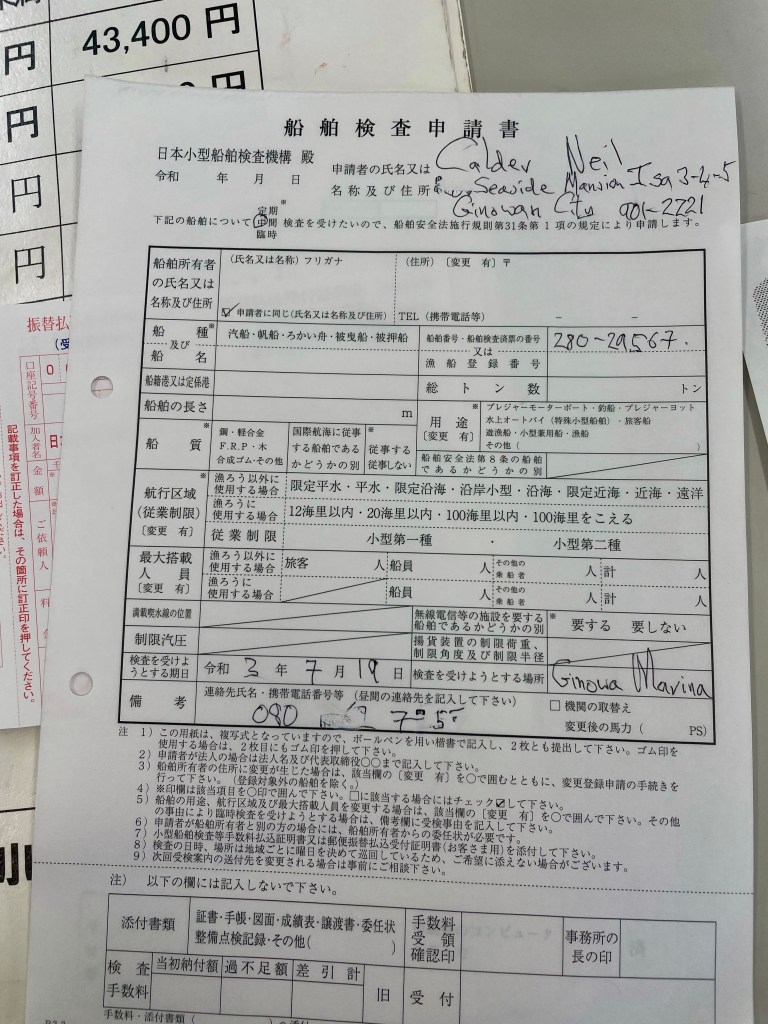 43,400 円
円
円
円
円
船舶検査申請書
日本小型船舶検査機構 殿
令和 年 月 日
申請者の氏名又は Calder Neil
名称及び住所 Seaside Mansion Isa 3-4-5
Ginowan City 901-2221
定期※
下記の船舶について 中間 検査を受けたいので、船舶安全法施行規則第31条第1項の規定により申請します。
臨時
船舶所有者の氏名又は名称及び住所
(氏名又は名称) フリガナ
(住所) 〔変更 有〕 〒
☑ 申請者に同じ(氏名又は名称及び住所)
TEL (携帯電話等) － －
船種※及び船名
汽船・帆船・ろかい舟・被曳船・被押船
船舶番号・船舶検査済票の番号又は漁船登録番号 280-29567.
船籍港又は定係港
総トン数 トン
船舶の長さ m
用途※〔変更 有〕
プレジャーモーターボート・釣船・プレジャーヨット
水上オートバイ (特殊小型船舶)・旅客船
遊漁船・小型兼用船・漁船
その他( )
船質※
鋼・軽合金
F.R.P・木
合成ゴム・その他
国際航海に従事する船舶であるかどうかの別
※従事する 従事しない
船舶安全法第8条の船舶であるかどうかの別
航行区域※(従業制限)〔変更 有〕
漁ろう以外に使用する場合 限定平水・平水・限定沿海・沿岸小型・沿海・限定近海・近海・遠洋
漁ろうに使用する場合 12海里以内・20海里以内・100海里以内・100海里をこえる
従業制限 小型第一種 ・ 小型第二種
最大搭載人員〔変更 有〕
漁ろう以外に使用する場合 旅客 人 船員 人 その他の乗船者 人 計 人
漁ろうに使用する場合 船員 人 その他の乗船者 人 計 人
満載喫水線の位置
無線電信等の施設を要する船舶であるかどうかの別 ※要する 要しない
制限汽圧
揚貨装置の制限荷重、制限角度及び制限半径
検査を受けようとする期日 令和 3 年 7 月 19 日
検査を受けようとする場所 Ginowa Marina
備考
連絡先氏名・携帯電話番号等 (昼間の連絡先を記入して下さい)
080
□ 機関の取替え
変更後の馬力( PS)
注 1) この用紙は、複写式となっていますので、ボールペンを用い楷書で記入し、2枚とも提出して下さい。ゴム印を
使用する場合は、2枚目にもゴム印を押して下さい。
2) 申請者が法人の場合は法人名及び代表取締役〇〇まで記入して下さい。
3) 船舶所有者の住所に変更が生じた場合は、該当欄の〔変更 有〕を〇で囲むとともに、変更登録申請の手続きを
行って下さい。(登録対象外の船舶を除く。)
4) ※印欄は該当項目を〇印で囲んで下さい。□に該当する場合にはチェック☑して下さい。
5) 船舶の用途、航行区域及び最大搭載人員を変更する場合は、該当欄の〔変更 有〕を〇で囲んで下さい。その他
の事由により臨時検査を受けようとする場合は、備考欄に受検事由を記入して下さい。
6) 申請者が船舶所有者と別の方の場合には、船舶所有者からの委任状が必要です。
7) 小型船舶検査等手数料払込証明書又は郵便振替払込受付証明書(お客さま用)を添付して下さい。
8) 検査の日時、場所は地域ごとに曜日を決めて巡回しているため、ご希望に添えない場合がございます。
9) 次回受検案内の送付先を変更される場合は事前にご相談下さい。
注) 以下の欄には記入しないで下さい。
添付書類
証書・手帳・図面・成績表・譲渡書・委任状
整備点検記録・その他( )
手数料受領確認印
事務所の長の印
検査手数料
当初納付額 過不足額 差引計
旧 受付
振替払
口座記号番号
加入者名
金額
ご依頼人
記載事項を訂正した場合は、その箇所に訂正印を押してください。